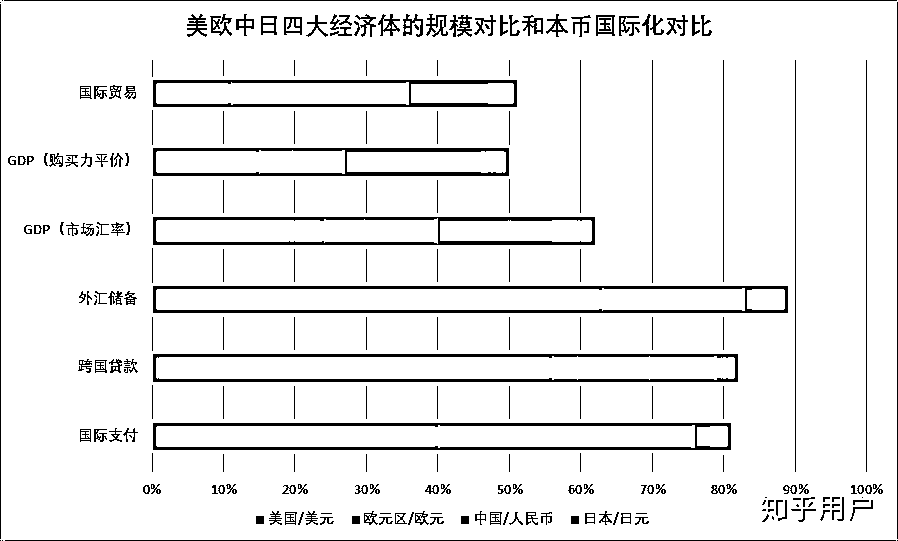 美欧中日四大经济体的规模对比和本币国际化对比
国际贸易
GDP（购买力平价）
GDP（市场汇率）
外汇储备
跨国贷款
国际支付
0% 10% 20% 30% 40% 50% 60% 70% 80% 90% 100%
■美国/美元 ■欧元区/欧元 ■中国/人民币 ■日本/日元
知乎用户